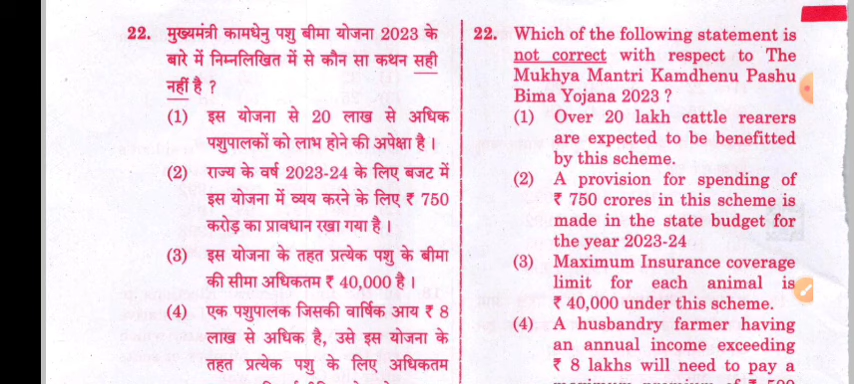 22. मुख्यमंत्री कामधेनु पशु बीमा योजना 2023 के
बारे में निम्नलिखित में से कौन सा कथन सही
नहीं है ?
(1) इस योजना से 20 लाख से अधिक
पशुपालकों को लाभ होने की अपेक्षा है ।
(2) राज्य के वर्ष 2023-24 के लिए बजट में
इस योजना में व्यय करने के लिए ₹ 750
करोड़ का प्रावधान रखा गया है ।
(3) इस योजना के तहत प्रत्येक पशु के बीमा
की सीमा अधिकतम ₹ 40,000 है ।
(4) एक पशुपालक जिसकी वार्षिक आय ₹ 8
लाख से अधिक है, उसे इस योजना के
तहत प्रत्येक पशु के लिए अधिकतम
22. Which of the following statement is
not correct with respect to The
Mukhya Mantri Kamdhenu Pashu
Bima Yojana 2023 ?
(1) Over 20 lakh cattle rearers
are expected to be benefitted
by this scheme.
(2) A provision for spending of
₹ 750 crores in this scheme is
made in the state budget for
the year 2023-24
(3) Maximum Insurance coverage
limit for each animal is
₹ 40,000 under this scheme.
(4) A husbandry farmer having
an annual income exceeding
₹ 8 lakhs will need to pay a